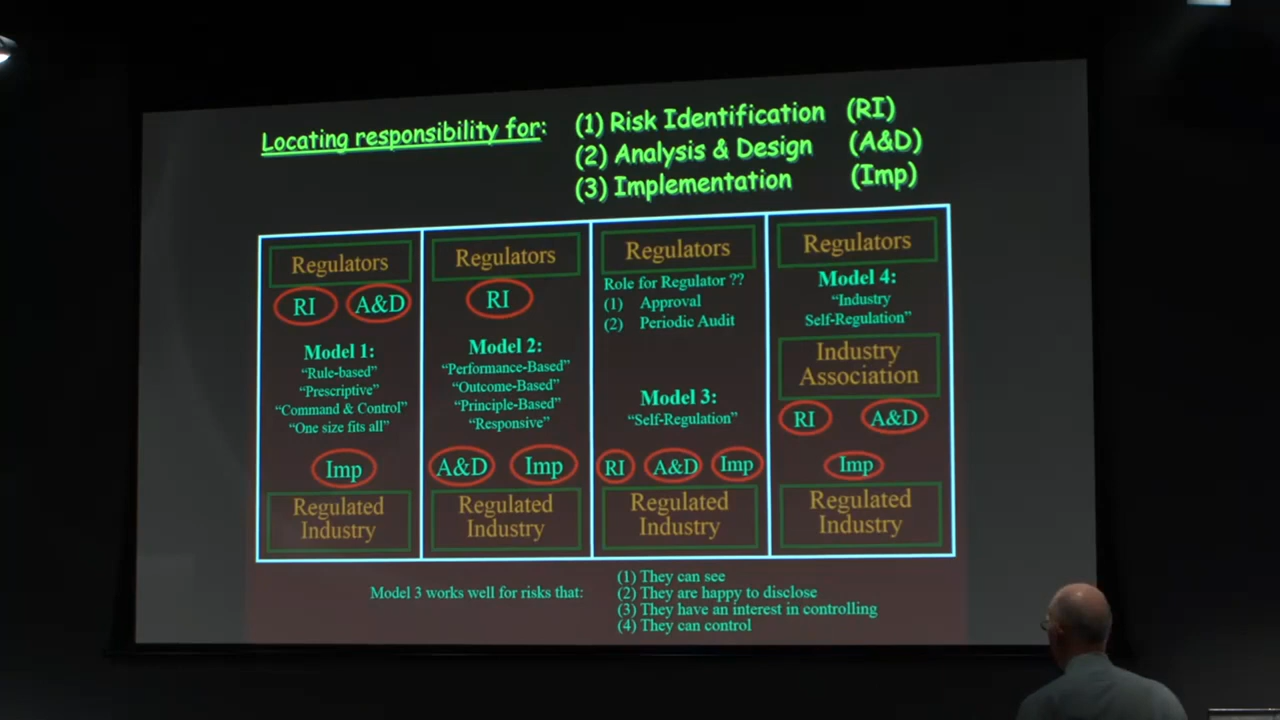 Locating responsibility for:
(1) Risk Identification (RI)
(2) Analysis & Design (A&D)
(3) Implementation (Imp)
Regulators
RI A&D
Model 1:
“Rule-based”
“Prescriptive”
“Command & Control”
“One size fits all”
Imp
Regulated
Industry
Regulators
RI
Model 2:
“Performance-Based”
“Outcome-Based”
“Principle-Based”
“Responsive”
A&D Imp
Regulated
Industry
Regulators
Role for Regulator ??
(1) Approval
(2) Periodic Audit
Model 3:
“Self-Regulation”
RI A&D Imp
Regulated
Industry
Regulators
Model 4:
“Industry
Self-Regulation”
Industry
Association
RI A&D
Imp
Regulated
Industry
Model 3 works well for risks that:
(1) They can see
(2) They are happy to disclose
(3) They have an interest in controlling
(4) They can control